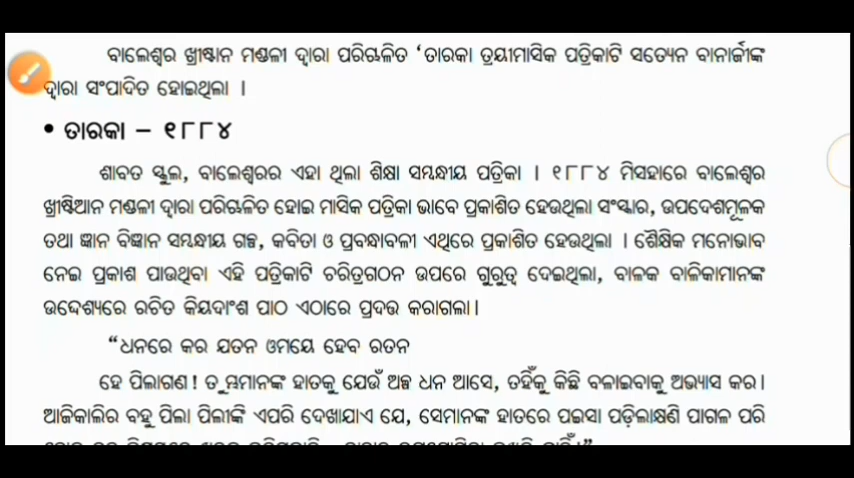 ବାଲେଶ୍ୱର ଖ୍ରୀଷ୍ଟାନ ମଣ୍ଡଳୀ ଦ୍ୱାରା ପରିଚ୍ଚଳିତ ‘ତାରକା ତ୍ରୟୀମାସିକ ପତ୍ରିକାଟି ସତ୍ୟେନ ବାନାର୍ଜୀଙ୍କ
ଦ୍ୱାରା ସଂପାଦିତ ହୋଇଥିଲା ।
• ତାରକା – ୧୮୮୪
ଶାବତ ସ୍କୁଲ, ବାଲେଶ୍ୱରର ଏହା ଥିଲା ଶିକ୍ଷା ସମ୍ବନ୍ଧୀୟ ପତ୍ରିକା । ୧୮୮୪ ମିସହାରେ ବାଲେଶ୍ୱର
ଖ୍ରୀଷ୍ଟିଆନ ମଣ୍ଡଳୀ ଦ୍ୱାରା ପରିଚ୍ଚଳିତ ହୋଇ ମାସିକ ପତ୍ରିକା ଭାବେ ପ୍ରକାଶିତ ହେଉଥିଲା ସଂସ୍କାର, ଉପଦେଶମୂଳକ
ତଥା ଜ୍ଞାନ ବିଜ୍ଞାନ ସମ୍ବନ୍ଧୀୟ ଗଳ୍ପ, କବିତା ଓ ପ୍ରବନ୍ଧାବଳୀ ଏଥିରେ ପ୍ରକାଶିତ ହେଉଥିଲା । ଶୈକ୍ଷିକ ମନୋଭାବ
ନେଇ ପ୍ରକାଶ ପାଉଥିବା ଏହି ପତ୍ରିକାଟି ଚରିତ୍ରଗଠନ ଉପରେ ଗୁରୁତ୍ୱ ଦେଇଥିଲା, ବାଳକ ବାଳିକାମାନଙ୍କ
ଉଦ୍ଦେଶ୍ୟରେ ରଚିତ କିୟଦାଂଶ ପାଠ ଏଠାରେ ପ୍ରଦତ୍ତ କରାଗଲା।
“ଧନରେ କର ଯତନ ଓମୟେ ହେବ ରତନ
ହେ ପିଲାଗଣ! ତୁମ୍ଭମାନଙ୍କ ହାତକୁ ଯେଉଁ ଅଳ୍ପ ଧନ ଆସେ, ତହିଁକୁ କିଛି ବଳାଇବାକୁ ଅଭ୍ୟାସ କର।
ଆଜିକାଲିର ବହୁ ପିଲା ପିଲୀଙ୍କି ଏପରି ଦେଖାଯାଏ ଯେ, ସେମାନଙ୍କ ହାତରେ ପଇସା ପଡ଼ିଲାକ୍ଷଣି ପାଗଳ ପରି